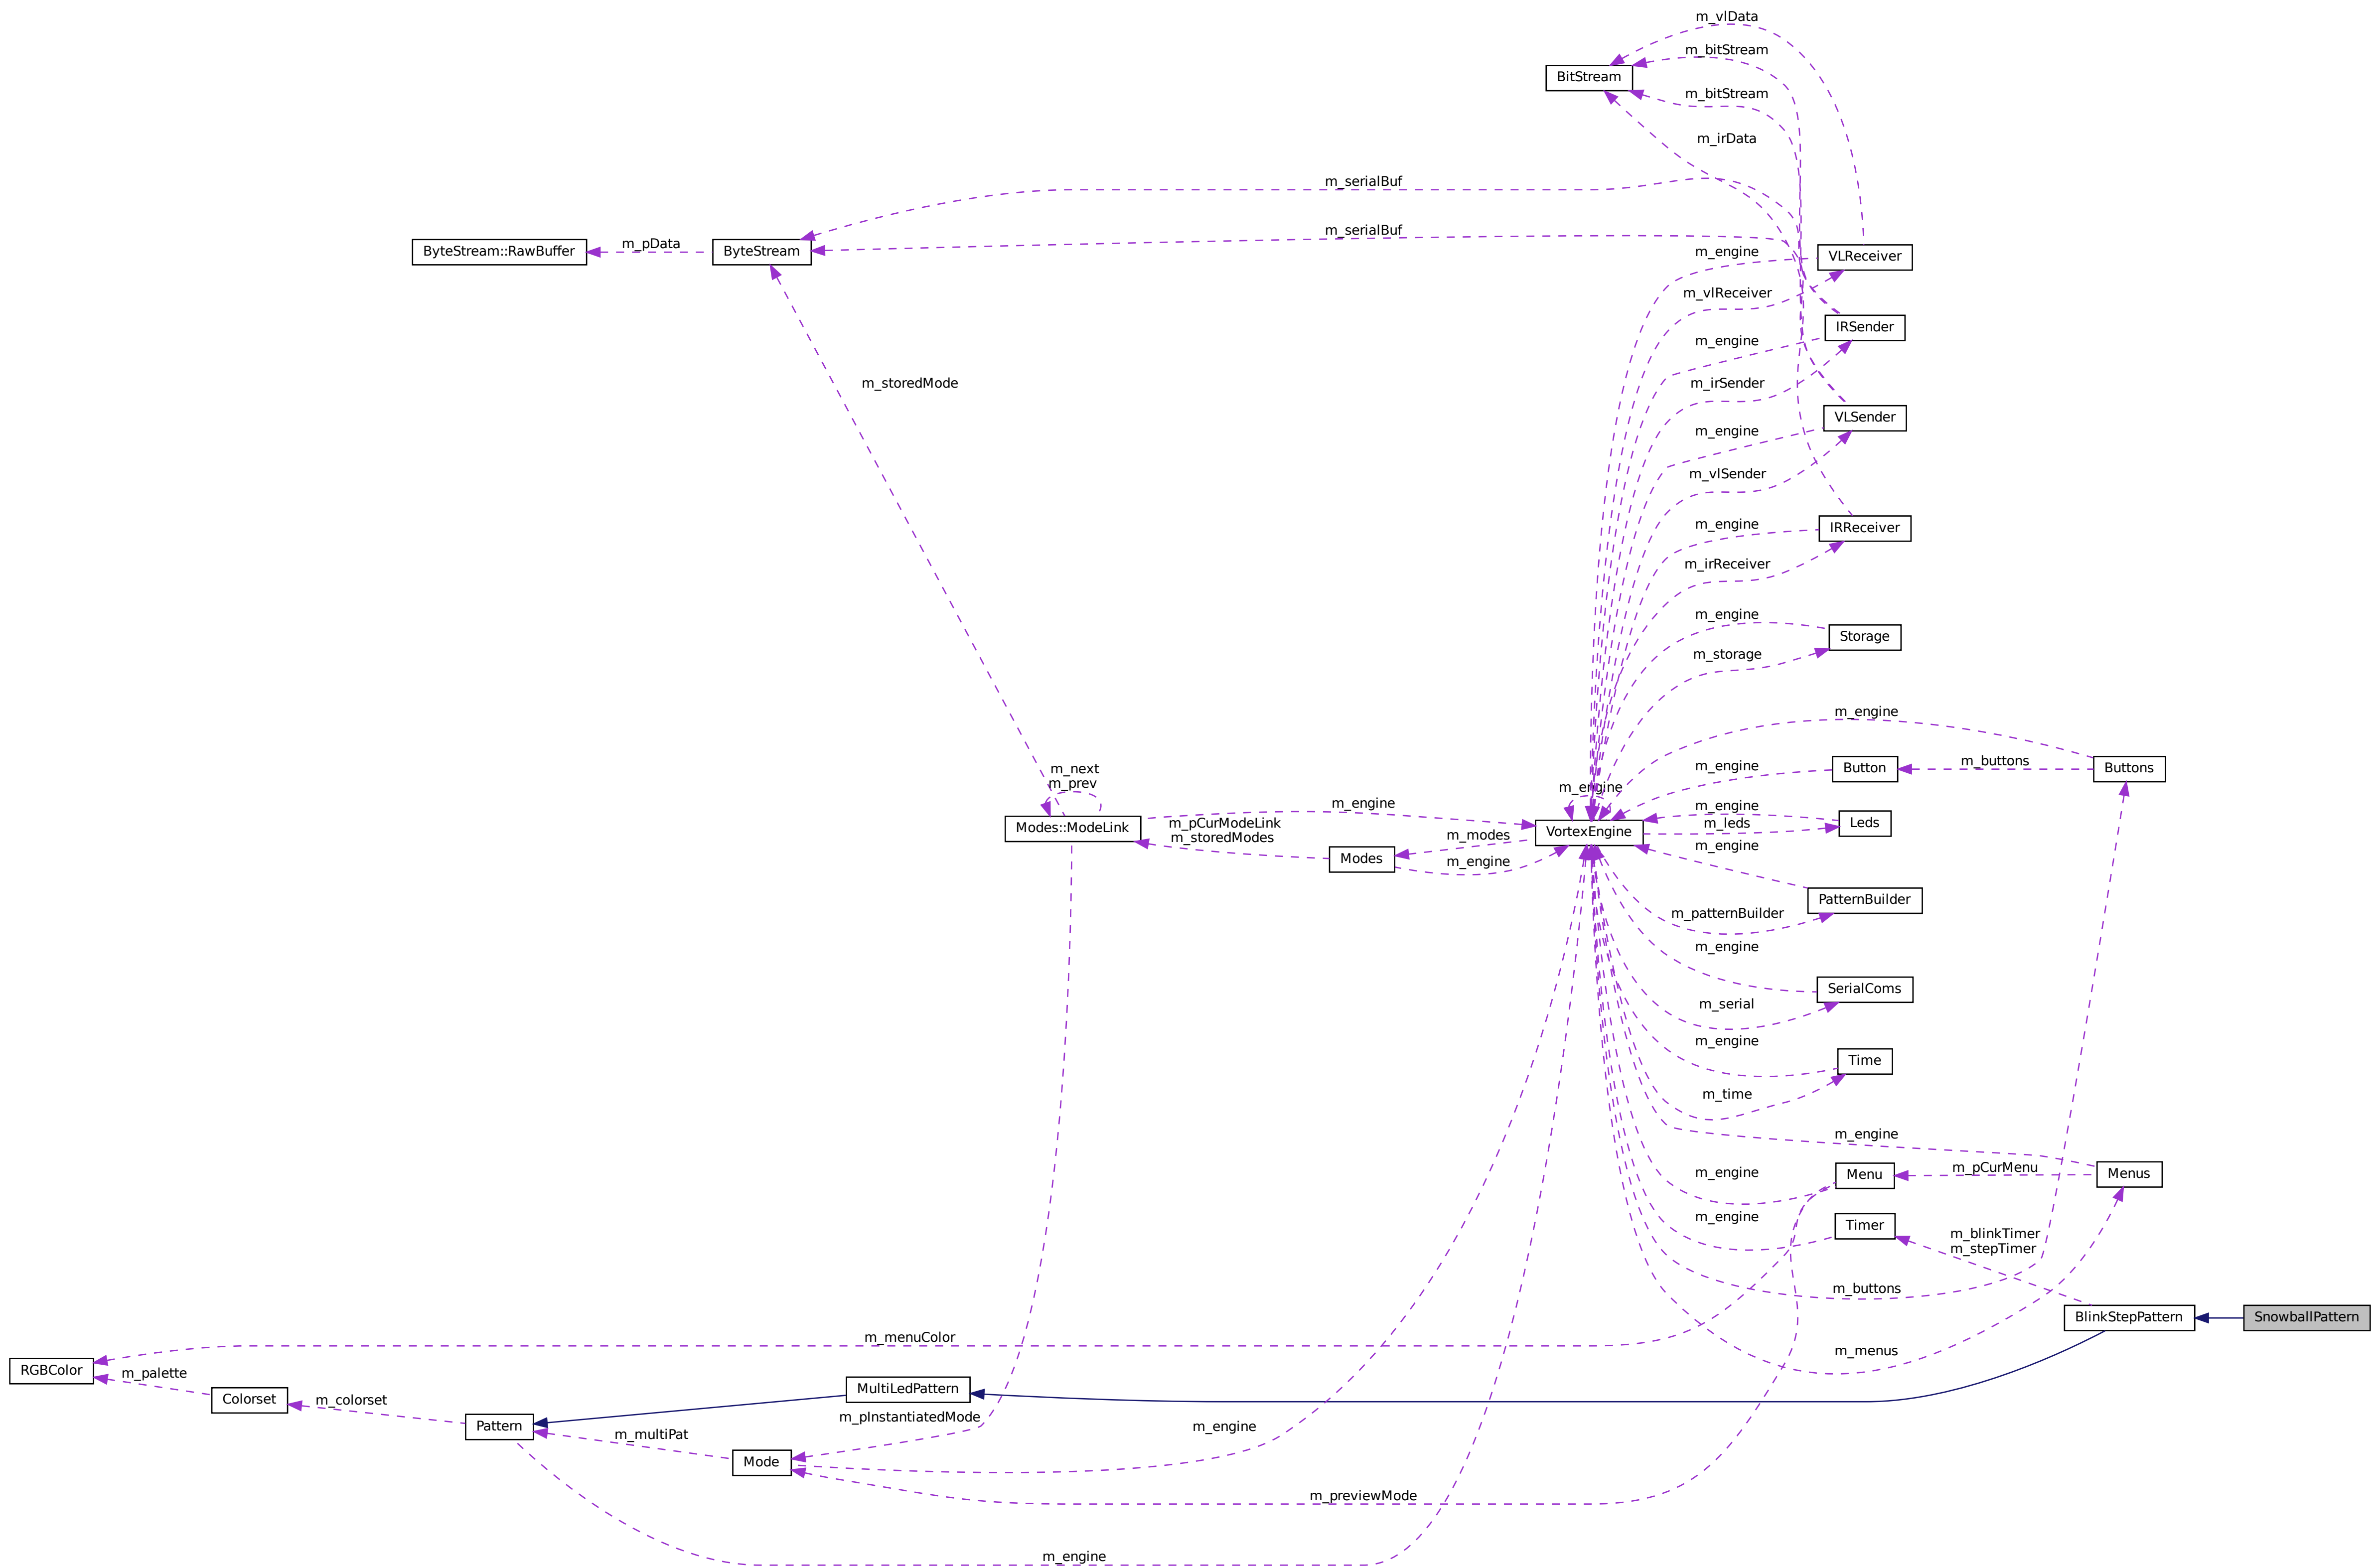 m_vlData
m_bitStream
BitStream
m_bitStream
m_irData
m_serialBuf
m_serialBuf
ByteStream::RawBuffer
m_pData
ByteStream
m_engine
VLReceiver
m_vlReceiver
IRSender
m_engine
m_storedMode
m_irSender
VLSender
m_engine
m_vlSender
m_engine
IRReceiver
m_irReceiver
m_engine
Storage
m_storage
m_engine
m_buttons
m_engine
Button
Buttons
m_next
m_prev
m_engine
m_engine
m_engine
Leds
m_leds
m_pCurModeLink
m_storedModes
Modes::ModeLink
m_modes
VortexEngine
m_engine
Modes
m_engine
PatternBuilder
m_patternBuilder
m_engine
SerialComs
m_serial
m_engine
Time
m_time
m_engine
m_pCurMenu
m_engine
Menu
Menus
m_engine
Timer
m_blinkTimer
m_stepTimer
m_buttons
BlinkStepPattern
SnowballPattern
m_menuColor
m_menus
RGBColor
m_palette
MultiLedPattern
Colorset
m_colorset
m_pInstantiatedMode
Pattern
m_multiPat
m_engine
Mode
m_previewMode
m_engine